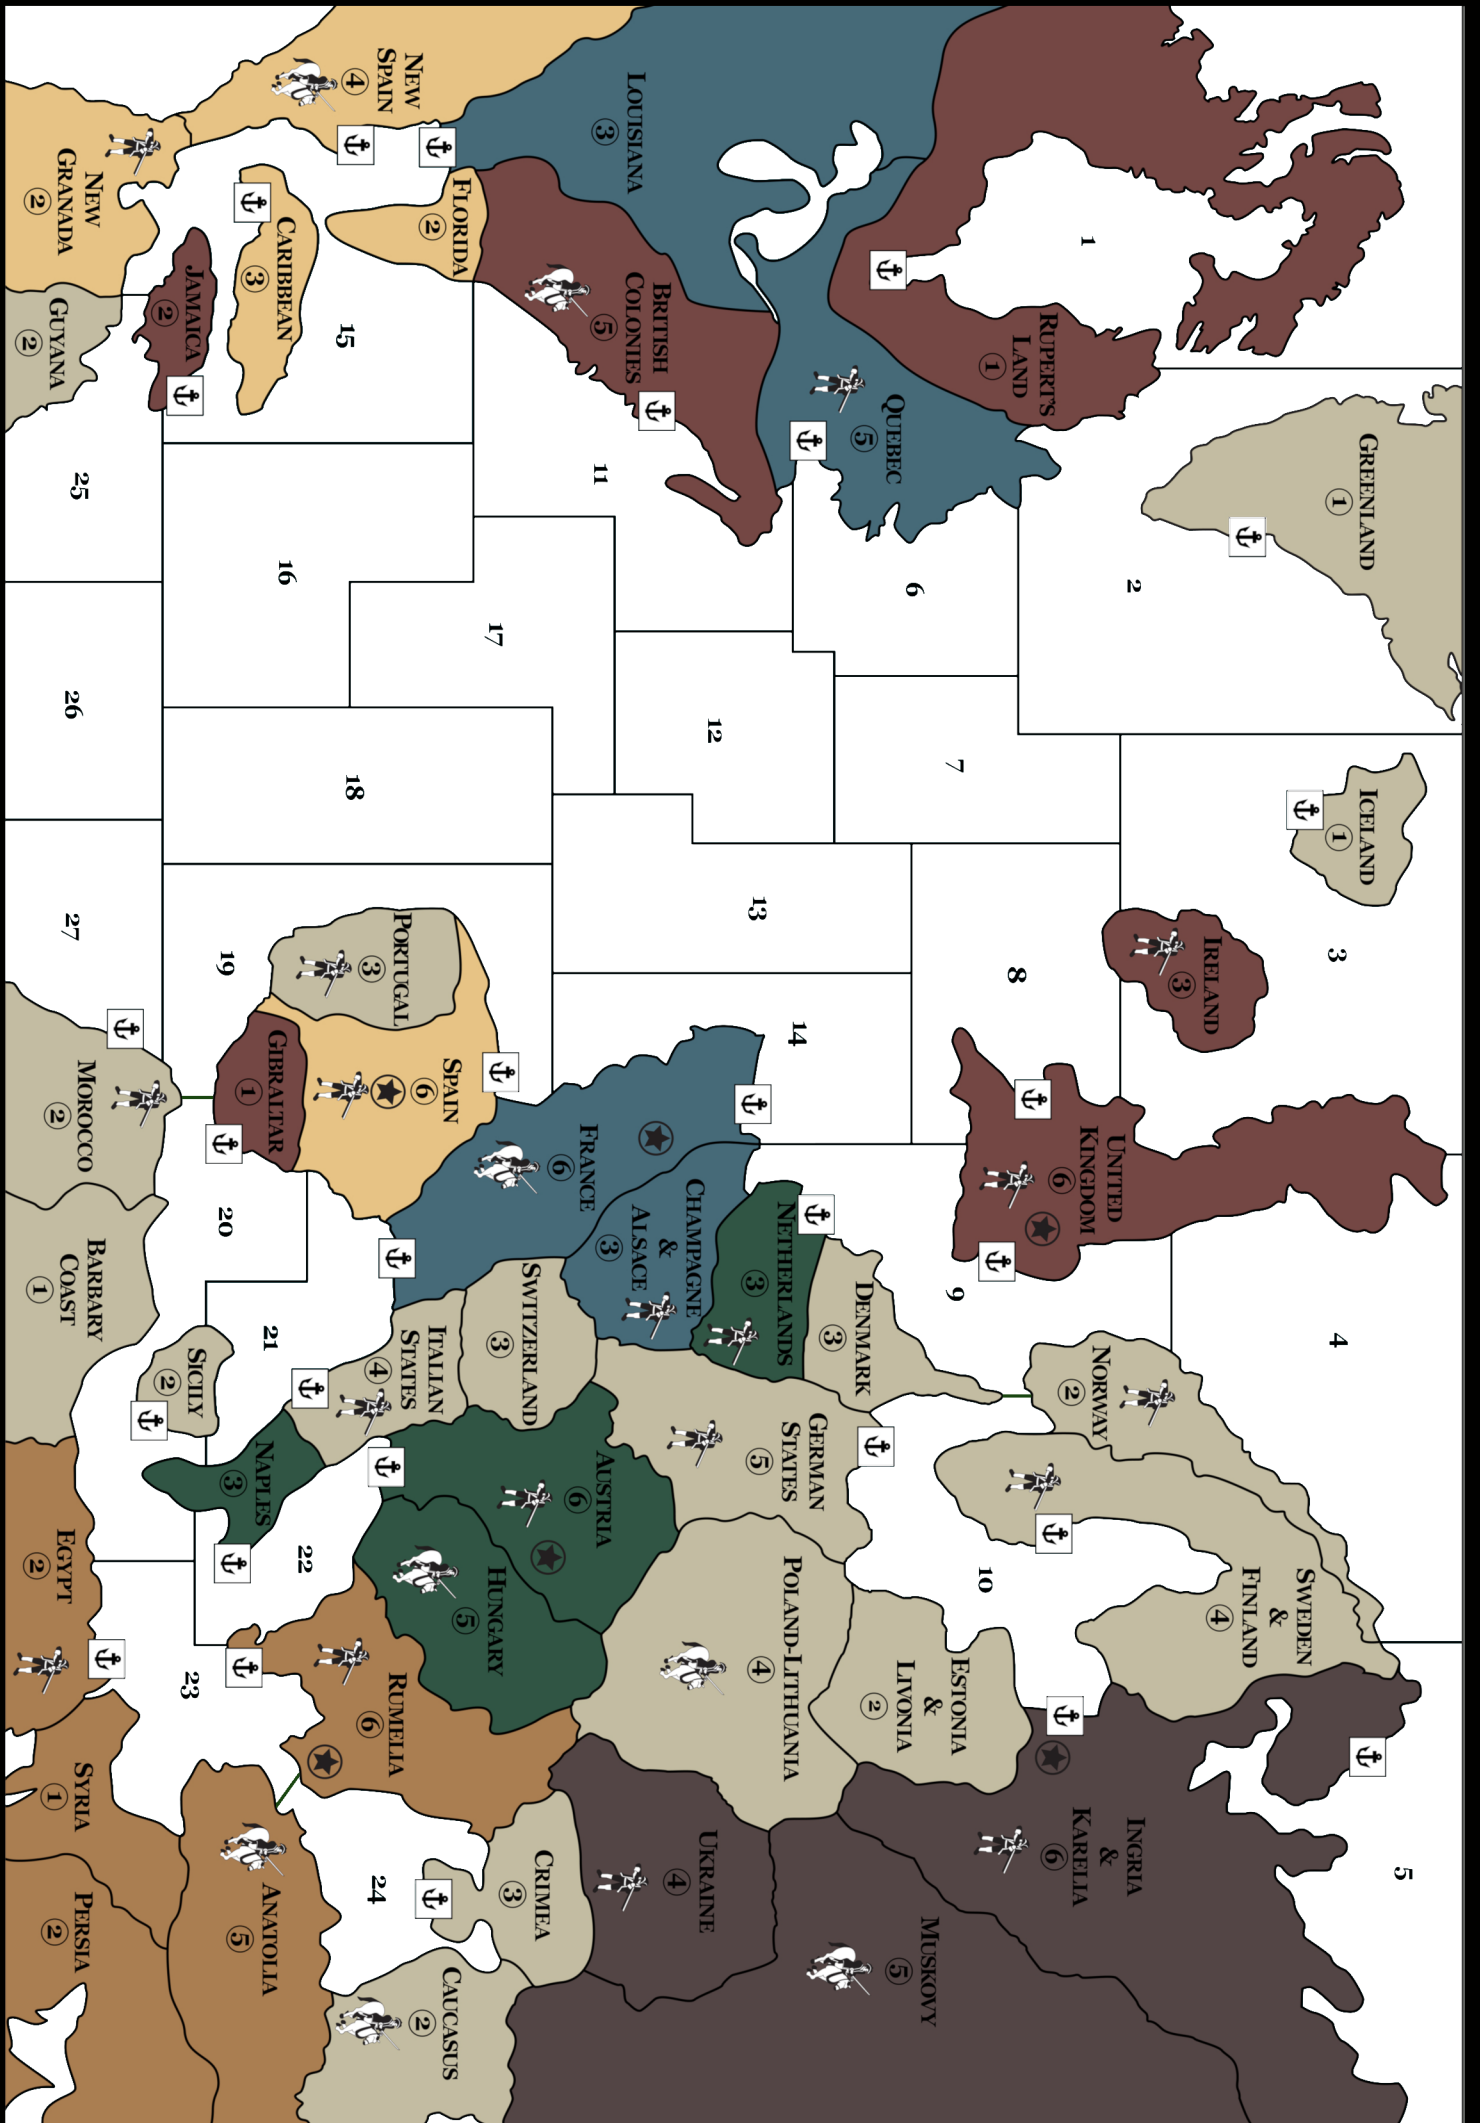 1
GREENLAND
1
2
ICELAND
1
3
4
5
RUPERT'S
LAND
1
QUEBEC
5
6
7
8
IRELAND
3
UNITED
KINGDOM
6
9
NORWAY
2
SWEDEN
&
FINLAND
4
10
INGRIA
&
KARELIA
6
LOUISIANA
3
BRITISH
COLONIES
5
11
12
13
14
NETHERLANDS
3
DENMARK
3
GERMAN
STATES
5
ESTONIA
&
LIVONIA
2
POLAND-LITHUANIA
4
MUSKOVY
5
FRANCE
6
CHAMPAGNE
&
ALSACE
3
SWITZERLAND
3
AUSTRIA
6
HUNGARY
5
UKRAINE
4
CRIMEA
3
CAUCASUS
2
NEW
SPAIN
4
FLORIDA
2
15
16
17
18
PORTUGAL
3
SPAIN
6
GIBRALTAR
1
19
20
21
ITALIAN
STATES
4
NAPLES
3
SICILY
2
22
RUMELIA
6
23
24
ANATOLIA
5
CARIBBEAN
3
JAMAICA
2
NEW
GRANADA
2
GUYANA
2
25
26
27
MOROCCO
2
BARBARY
COAST
1
EGYPT
2
SYRIA
1
PERSIA
2